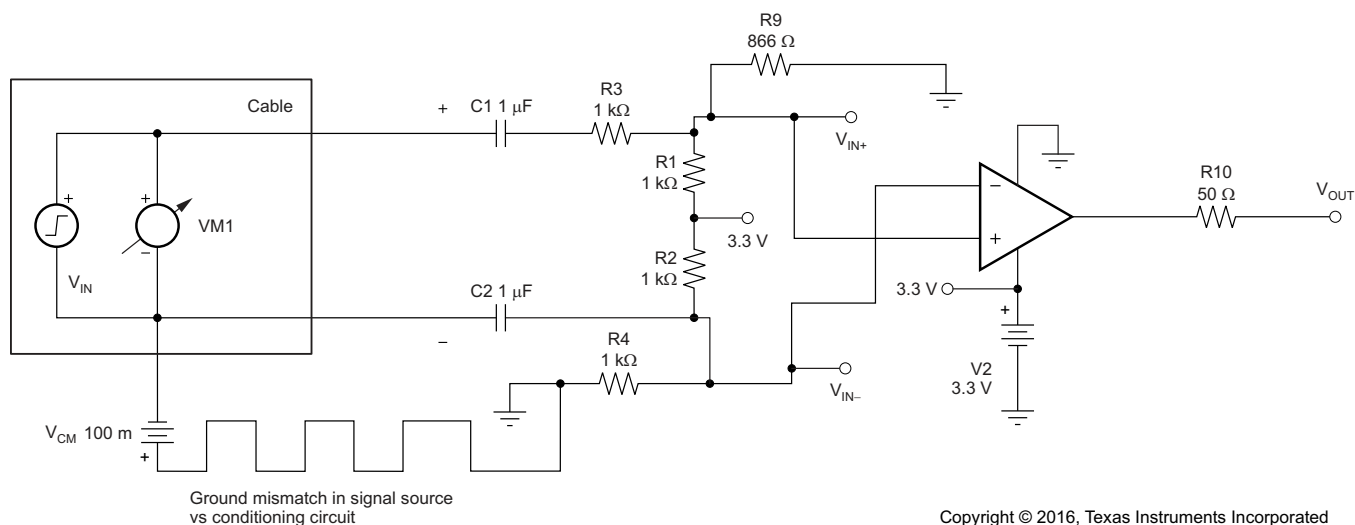 R9
866 Ω
Cable
+
C1 1 μF
R3
1 kΩ
VIN+
R1
1 kΩ
+
+
VM1
−
VIN
3.3 V
R2
1 kΩ
−
+
R10
50 Ω
VOUT
3.3 V
+
C2 1 μF
−
R4
1 kΩ
VIN−
V2
3.3 V
VCM 100 m
+
Ground mismatch in signal source
vs conditioning circuit
Copyright © 2016, Texas Instruments Incorporated